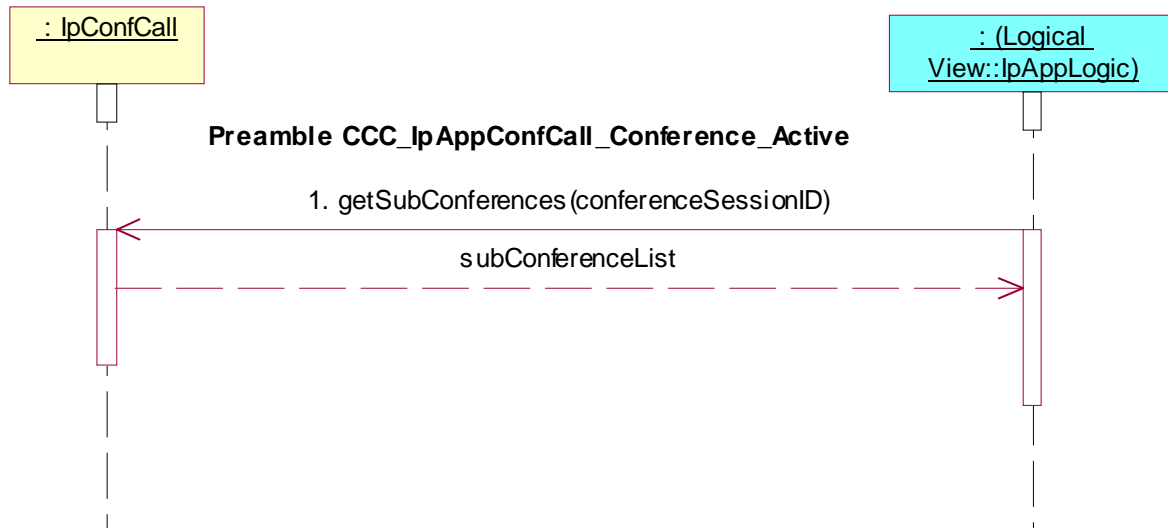 : IpConfCall
: (Logical
View::IpAppLogic)
Preamble CCC_IpAppConfCall_Conference_Active
1. getSubConferences(conferenceSessionID)
subConferenceList